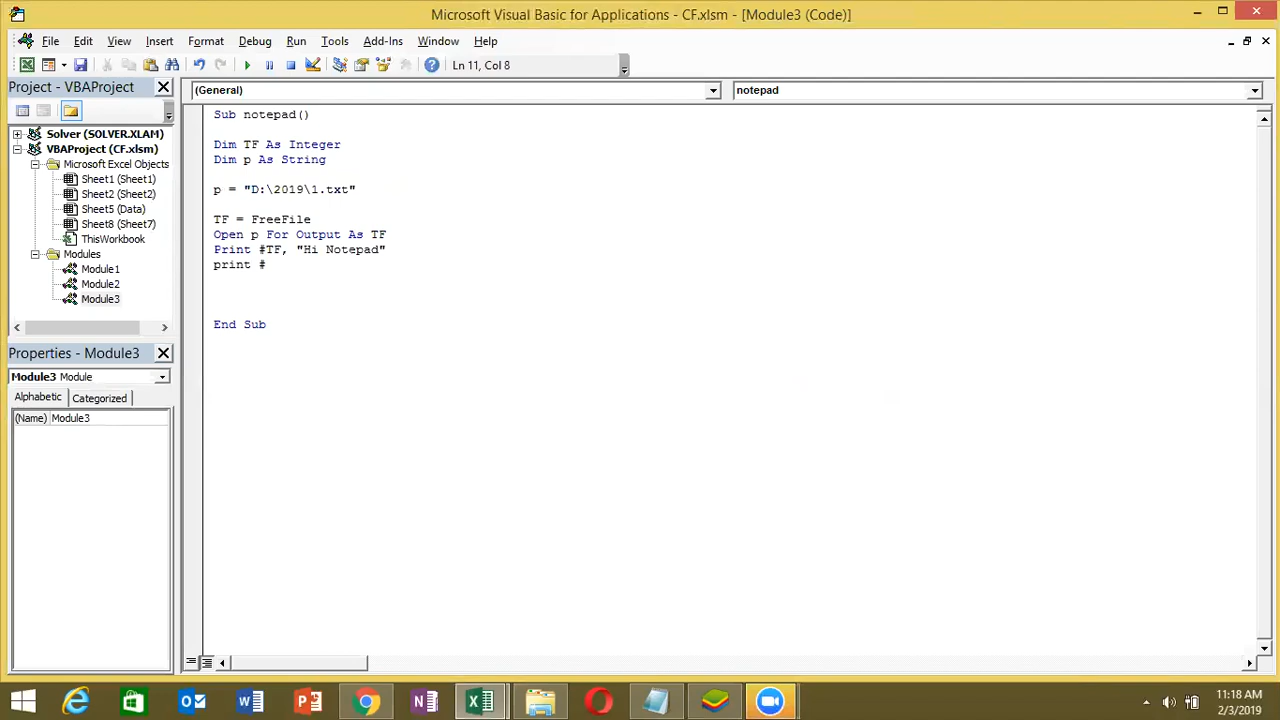 Microsoft Visual Basic for Applications - CF.xlsm - [Module3 (Code)]
File Edit View Insert Format Debug Run Tools Add-Ins Window Help
Ln 11, Col 8
Project - VBAProject
(General)
notepad
Solver (SOLVER.XLAM)
VBAProject (CF.xlsm)
Microsoft Excel Objects
Sheet1 (Sheet1)
Sheet2 (Sheet2)
Sheet5 (Data)
Sheet8 (Sheet7)
ThisWorkbook
Modules
Module1
Module2
Module3
Properties - Module3
Module3 Module
Alphabetic Categorized
(Name) Module3
Sub notepad()
Dim TF As Integer
Dim p As String
p = "D:\2019\1.txt"
TF = FreeFile
Open p For Output As TF
Print #TF, "Hi Notepad"
print #
End Sub
11:18 AM
2/3/2019